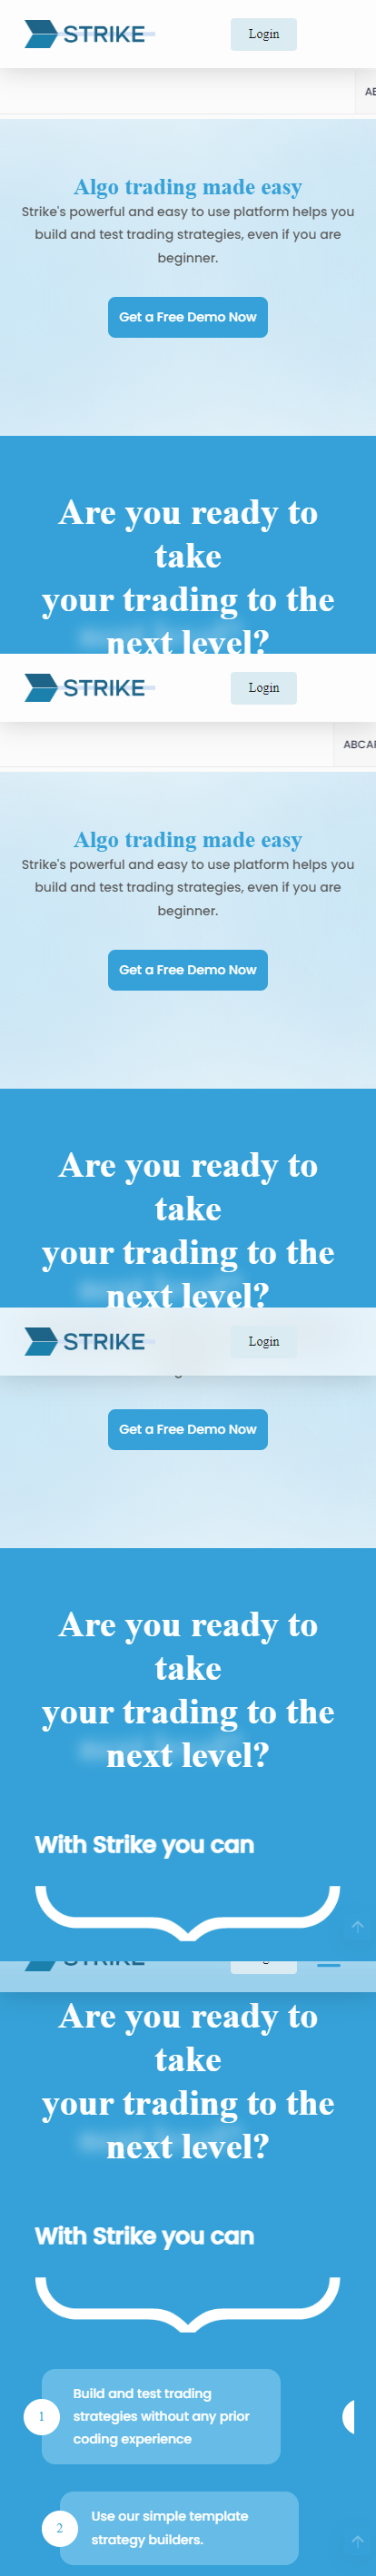 STRIKE Login
AB
Algo trading made easy
Strike's powerful and easy to use platform helps you
build and test trading strategies, even if you are
beginner.
Get a Free Demo Now
Are you ready to
take
your trading to the
next level?
STRIKE Login
ABCA
Algo trading made easy
Strike's powerful and easy to use platform helps you
build and test trading strategies, even if you are
beginner.
Get a Free Demo Now
Are you ready to
take
your trading to the
next level?
STRIKE Login
Get a Free Demo Now
Are you ready to
take
your trading to the
next level?
With Strike you can
Are you ready to
take
your trading to the
next level?
With Strike you can
Build and test trading
1 strategies without any prior
coding experience
Use our simple template
2 strategy builders.